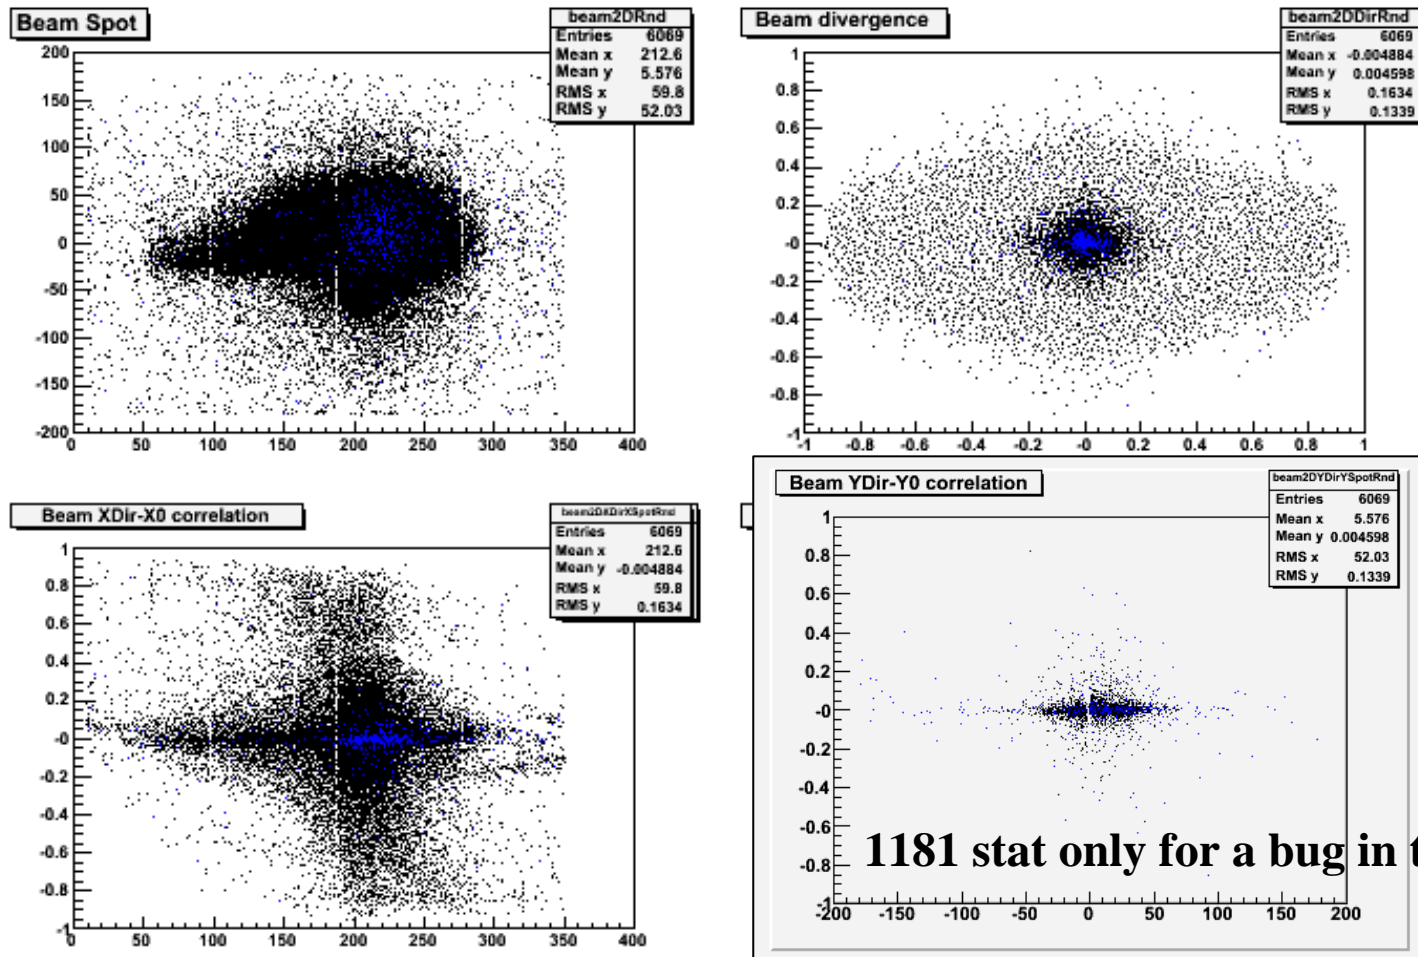 Beam Spot
beam2DRnd
Entries 6069
Mean x 212.6
Mean y 5.576
RMS x 59.8
RMS y 52.03
200
150
100
50
0
-50
-100
-150
-200
0 50 100 150 200 250 300 350 400
Beam divergence
beam2DDirRnd
Entries 6069
Mean x -0.004884
Mean y 0.004598
RMS x 0.1634
RMS y 0.1339
1
0.8
0.6
0.4
0.2
-0
-0.2
-0.4
-0.6
-0.8
-1
-1 -0.8 -0.6 -0.4 -0.2 -0 0.2 0.4 0.6 0.8 1
Beam XDir-X0 correlation
beam2DXDirXSpotRnd
Entries 6069
Mean x 212.6
Mean y -0.004884
RMS x 59.8
RMS y 0.1634
1
0.8
0.6
0.4
0.2
-0
-0.2
-0.4
-0.6
-0.8
-1
0 50 100 150 200 250 300 350 400
Beam YDir-Y0 correlation
beam2DYDirYSpotRnd
Entries 6069
Mean x 5.576
Mean y 0.004598
RMS x 52.03
RMS y 0.1339
1
0.8
0.6
0.4
0.2
-0
-0.2
-0.4
-0.6
-0.8
-1
-200 -150 -100 -50 0 50 100 150 200
1181 stat only for a bug in t